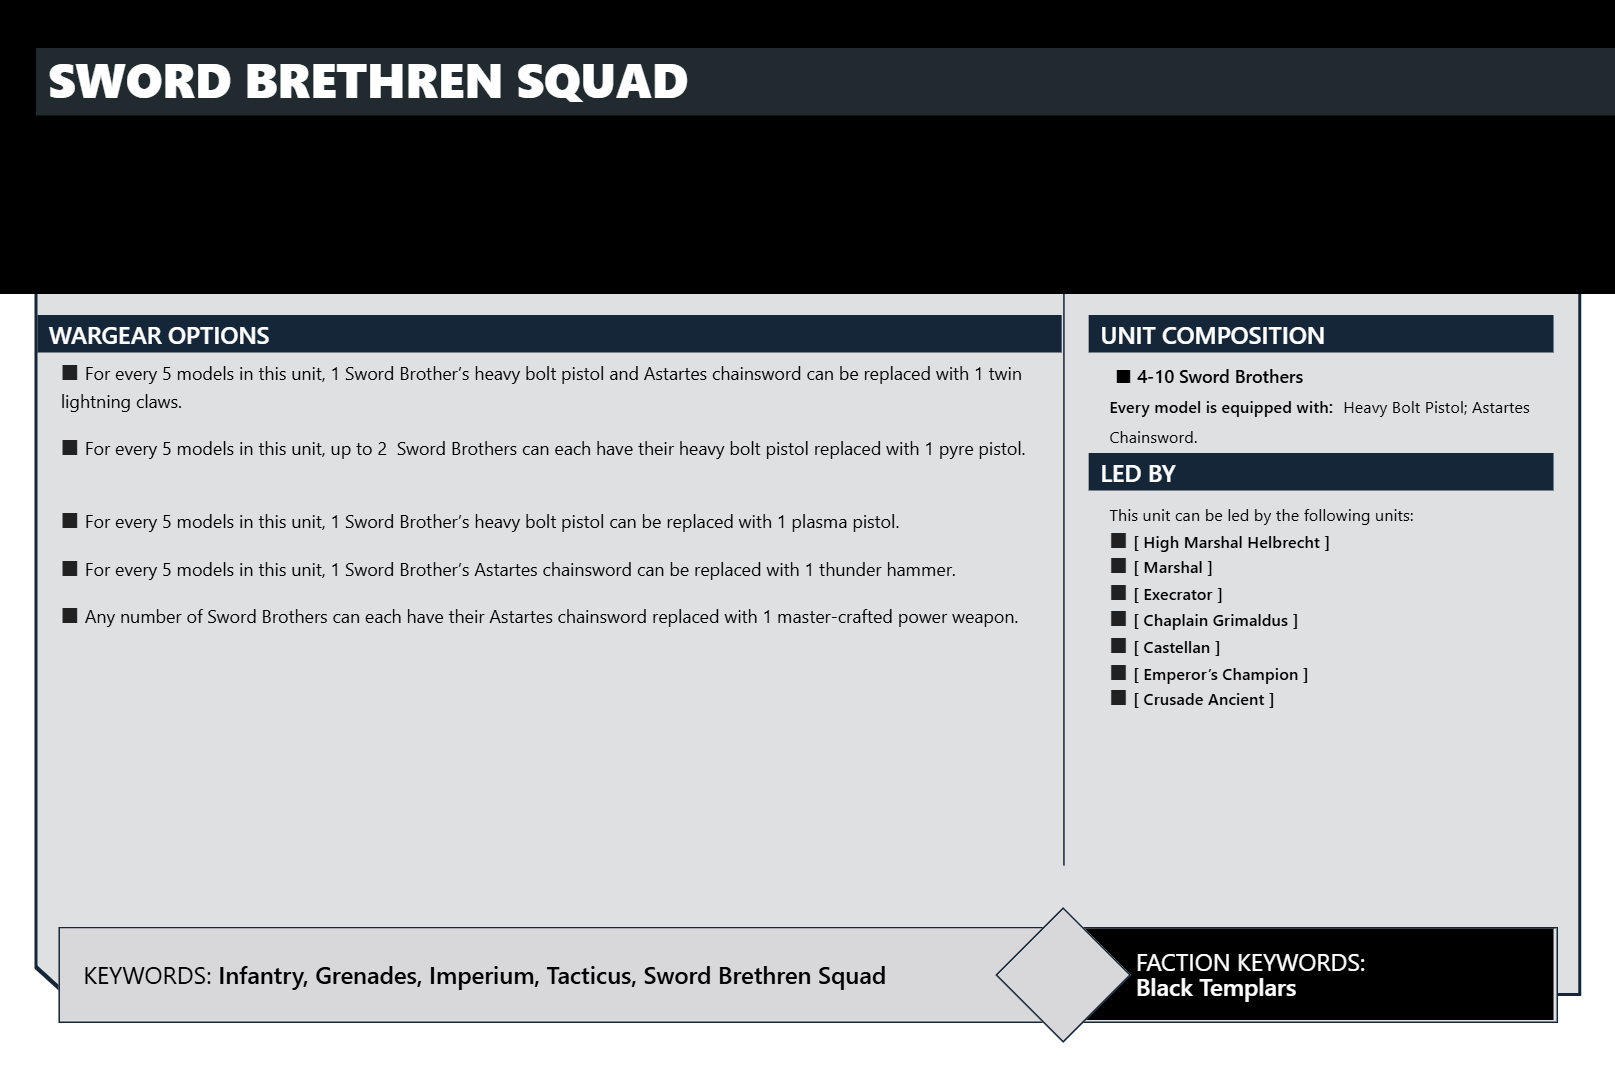 SWORD BRETHREN SQUAD
WARGEAR OPTIONS
■ For every 5 models in this unit, 1 Sword Brother’s heavy bolt pistol and Astartes chainsword can be replaced with 1 twin
lightning claws.
■ For every 5 models in this unit, up to 2  Sword Brothers can each have their heavy bolt pistol replaced with 1 pyre pistol.
■ For every 5 models in this unit, 1 Sword Brother’s heavy bolt pistol can be replaced with 1 plasma pistol.
■ For every 5 models in this unit, 1 Sword Brother’s Astartes chainsword can be replaced with 1 thunder hammer.
■ Any number of Sword Brothers can each have their Astartes chainsword replaced with 1 master-crafted power weapon.
UNIT COMPOSITION
■ 4-10 Sword Brothers
Every model is equipped with:  Heavy Bolt Pistol; Astartes
Chainsword.
LED BY
This unit can be led by the following units:
■ [ High Marshal Helbrecht ]
■ [ Marshal ]
■ [ Execrator ]
■ [ Chaplain Grimaldus ]
■ [ Castellan ]
■ [ Emperor’s Champion ]
■ [ Crusade Ancient ]
KEYWORDS: Infantry, Grenades, Imperium, Tacticus, Sword Brethren Squad
FACTION KEYWORDS:
Black Templars